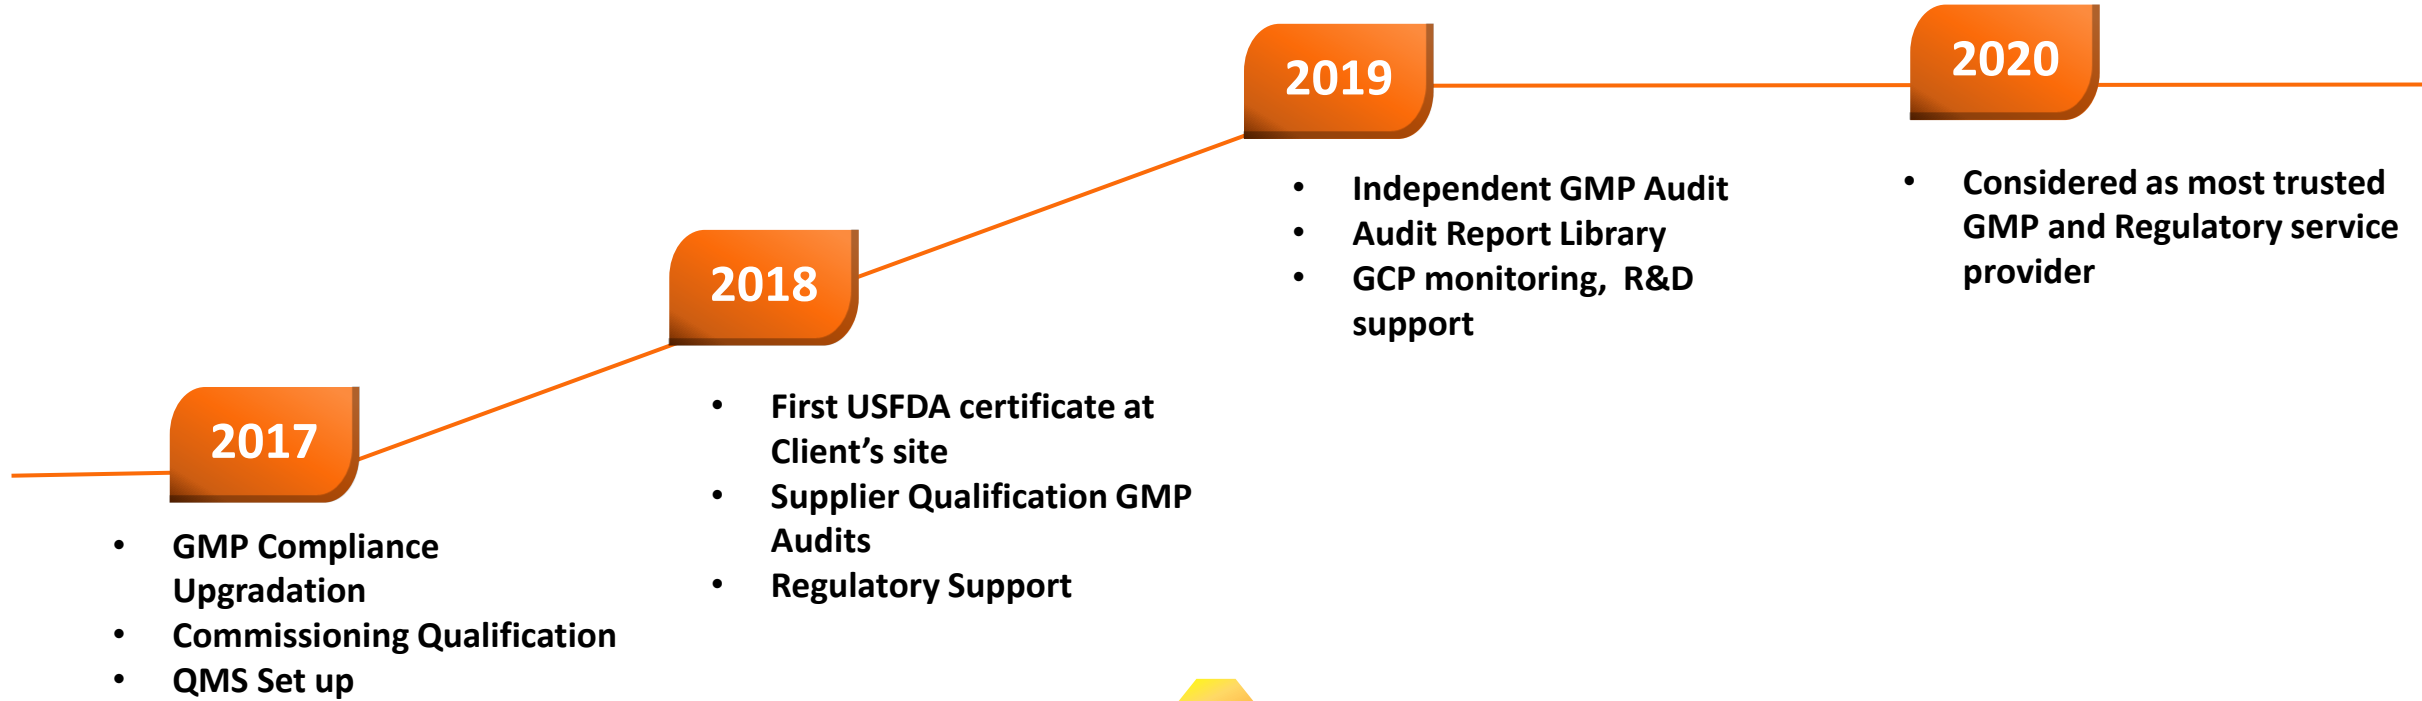 2017
• GMP Compliance
Upgradation
• Commissioning Qualification
• QMS Set up
2018
• First USFDA certificate at
Client’s site
• Supplier Qualification GMP
Audits
• Regulatory Support
2019
• Independent GMP Audit
• Audit Report Library
• GCP monitoring,  R&D
support
2020
• Considered as most trusted
GMP and Regulatory service
provider